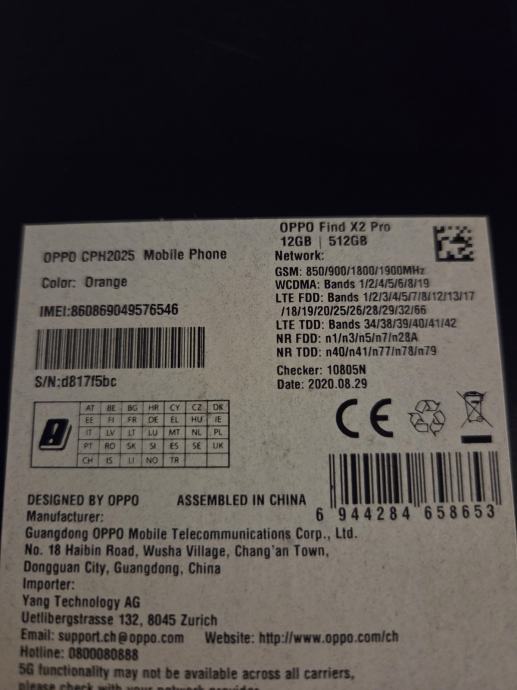 OPPO CPH2025 Mobile Phone
Color: Orange
IMEI:860869049576546
S/N:d817f5bc
OPPO Find X2 Pro
12GB | 512GB
Network:
GSM: 850/900/1800/1900MHz
WCDMA: Bands 1/2/4/5/6/8/19
LTE FDD: Bands 1/2/3/4/5/7/8/12/13/17
/18/19/20/25/26/28/29/32/66
LTE TDD: Bands 34/38/39/40/41/42
NR FDD: n1/n3/n5/n7/n28A
NR TDD: n40/n41/n77/n78/n79
Checker: 10805N
Date: 2020.08.29
AT BE BG HR CY CZ DK
EE FI FR DE EL HU IE
IT LV LT LU MT NL PL
PT RO SK SI ES SE UK
CH IS LI NO TR
CE
6 944284 658653
DESIGNED BY OPPO ASSEMBLED IN CHINA
Manufacturer:
Guangdong OPPO Mobile Telecommunications Corp., Ltd.
No. 18 Haibin Road, Wusha Village, Chang'an Town,
Dongguan City, Guangdong, China
Importer:
Yang Technology AG
Uetlibergstrasse 132, 8045 Zurich
Email: support.ch@oppo.com Website: http://www.oppo.com/ch
Hotline: 0800080888
5G functionality may not be available across all carriers,
please check with your network provider